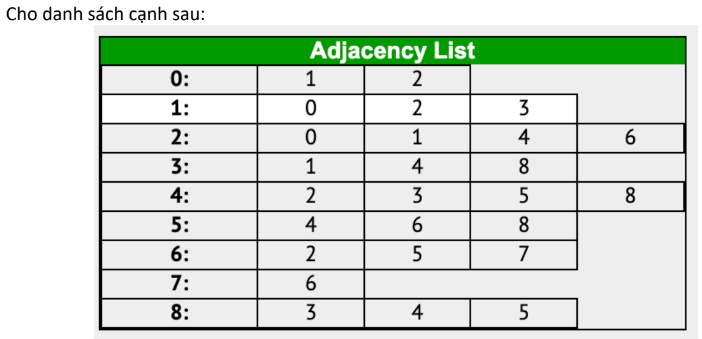 Cho danh sách cạnh sau:
Adjacency List
0: 1 2
1: 0 2 3
2: 0 1 4 6
3: 1 4 8
4: 2 3 5 8
5: 4 6 8
6: 2 5 7
7: 6
8: 3 4 5